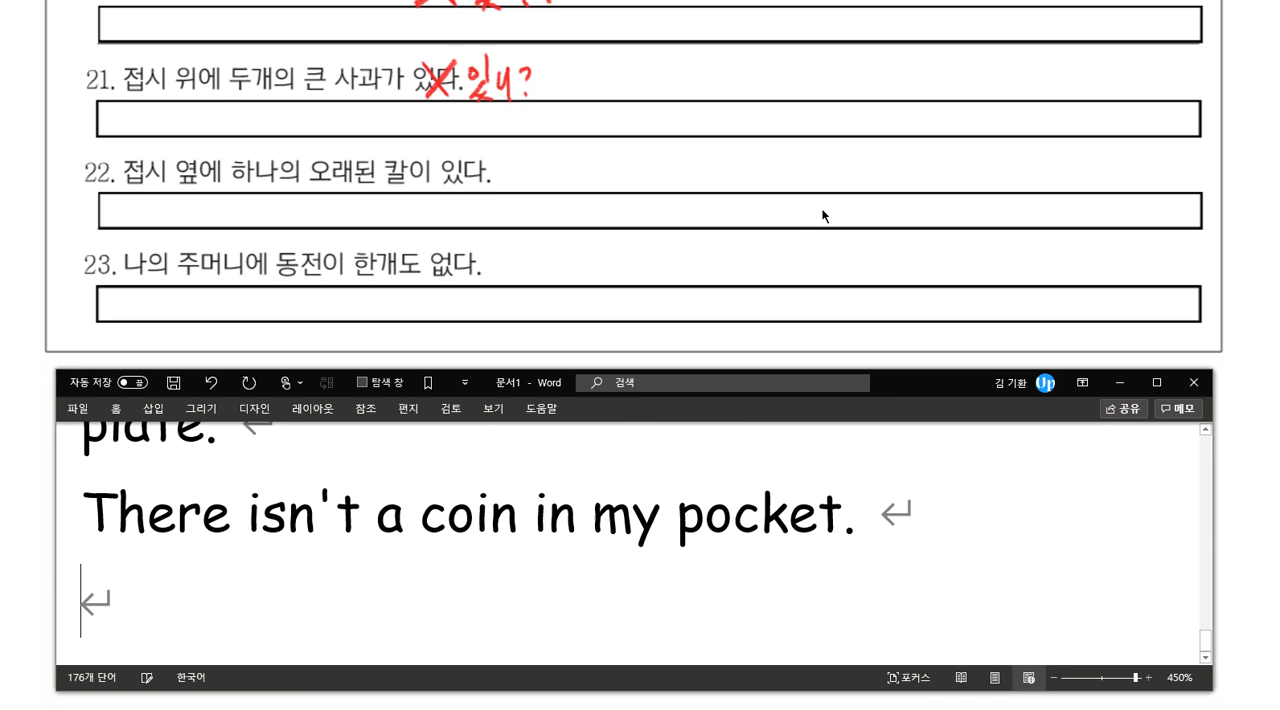 21. 접시 위에 두개의 큰 사과가 있다. 있니?
22. 접시 옆에 하나의 오래된 칼이 있다.
23. 나의 주머니에 동전이 한개도 없다.
자동 저장 끔 탐색 창 문서1 - Word 검색 김 기환 Up
파일 홈 삽입 그리기 디자인 레이아웃 참조 편지 검토 보기 도움말 공유 메모
plate.
There isn't a coin in my pocket.
176개 단어 한국어 포커스 450%